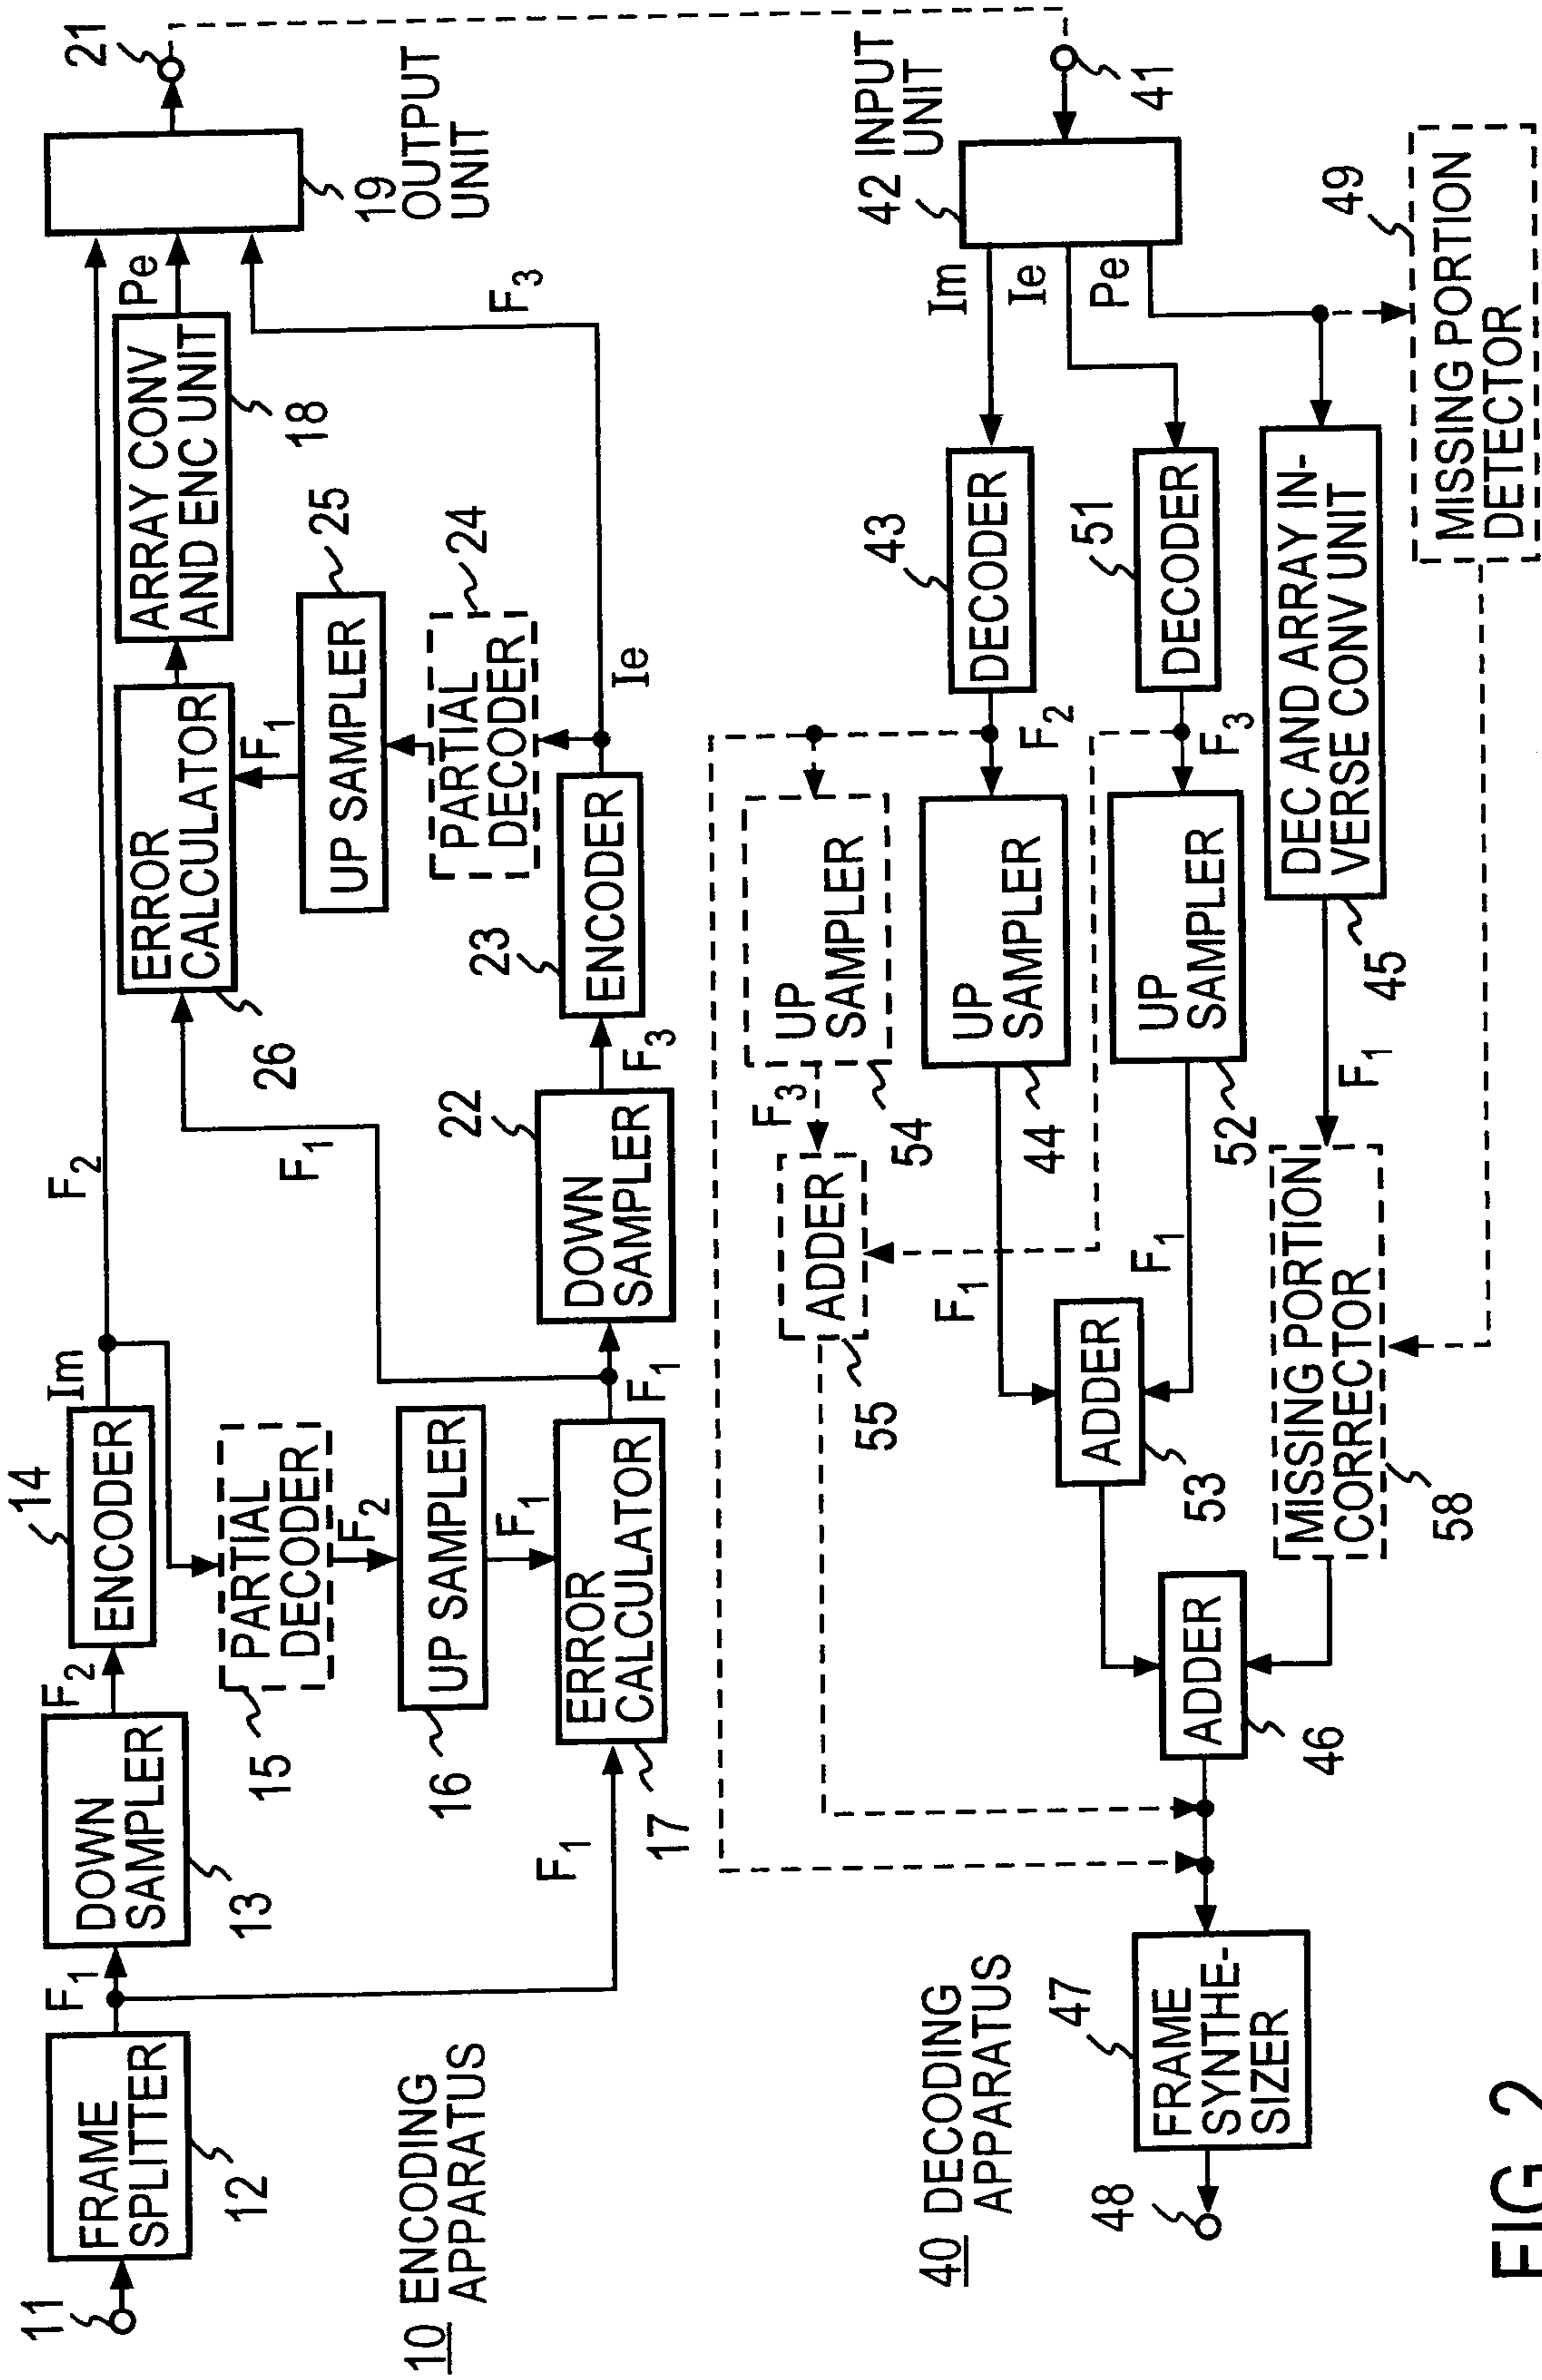 11
FRAME
SPLITTER
12
F1
DOWN
SAMPLER
13
F2
ENCODER
14
Im
F2
PARTIAL
DECODER
15
F2
UP SAMPLER
16
F1
F1
ERROR
CALCULATOR
17
F1
F1
DOWN
SAMPLER
22
F3
ENCODER
23
Ie
PARTIAL
DECODER
24
UP SAMPLER
25
F1
ERROR
CALCULATOR
26
ARRAY CONV
AND ENC UNIT
18
Pe
F3
19
OUTPUT
UNIT
21
10 ENCODING
APPARATUS
41
42 INPUT
UNIT
Im
Ie
Pe
49
MISSING PORTION
DETECTOR
43
DECODER
F2
51
DECODER
F3
DEC AND ARRAY IN-
VERSE CONV UNIT
45
F1
UP
SAMPLER
54
F3
UP
SAMPLER
44
F1
UP
SAMPLER
52
F1
ADDER
55
ADDER
53
MISSING PORTION
CORRECTOR
58
ADDER
46
47
FRAME
SYNTHE-
SIZER
48
40 DECODING
APPARATUS
FIG. 2